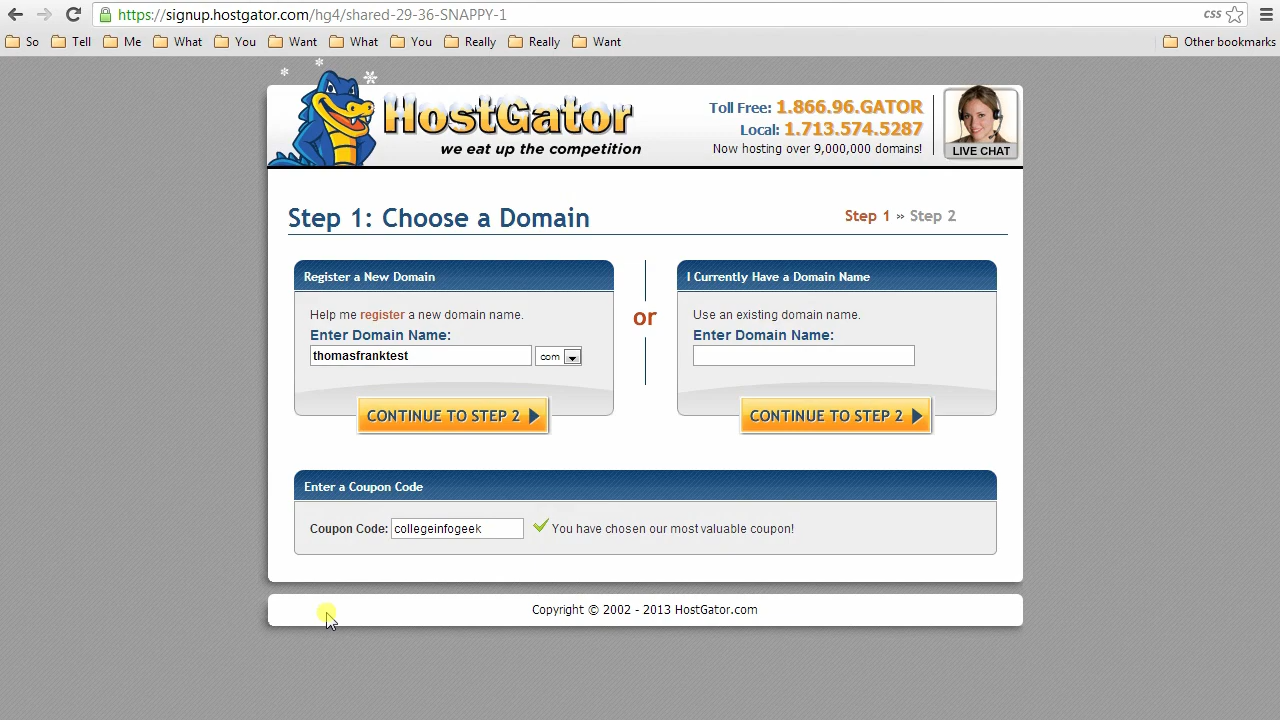 https://signup.hostgator.com/hg4/shared-29-36-SNAPPY-1
CSS
So Tell Me What You Want What You Really Really Want Other bookmarks
HostGator
we eat up the competition
Toll Free: 1.866.96.GATOR
Local: 1.713.574.5287
Now hosting over 9,000,000 domains!
LIVE CHAT
Step 1: Choose a Domain
Step 1 » Step 2
Register a New Domain
Help me register a new domain name.
Enter Domain Name:
thomasfranktest com
CONTINUE TO STEP 2
or
I Currently Have a Domain Name
Use an existing domain name.
Enter Domain Name:
CONTINUE TO STEP 2
Enter a Coupon Code
Coupon Code: collegeinfogeek You have chosen our most valuable coupon!
Copyright © 2002 - 2013 HostGator.com